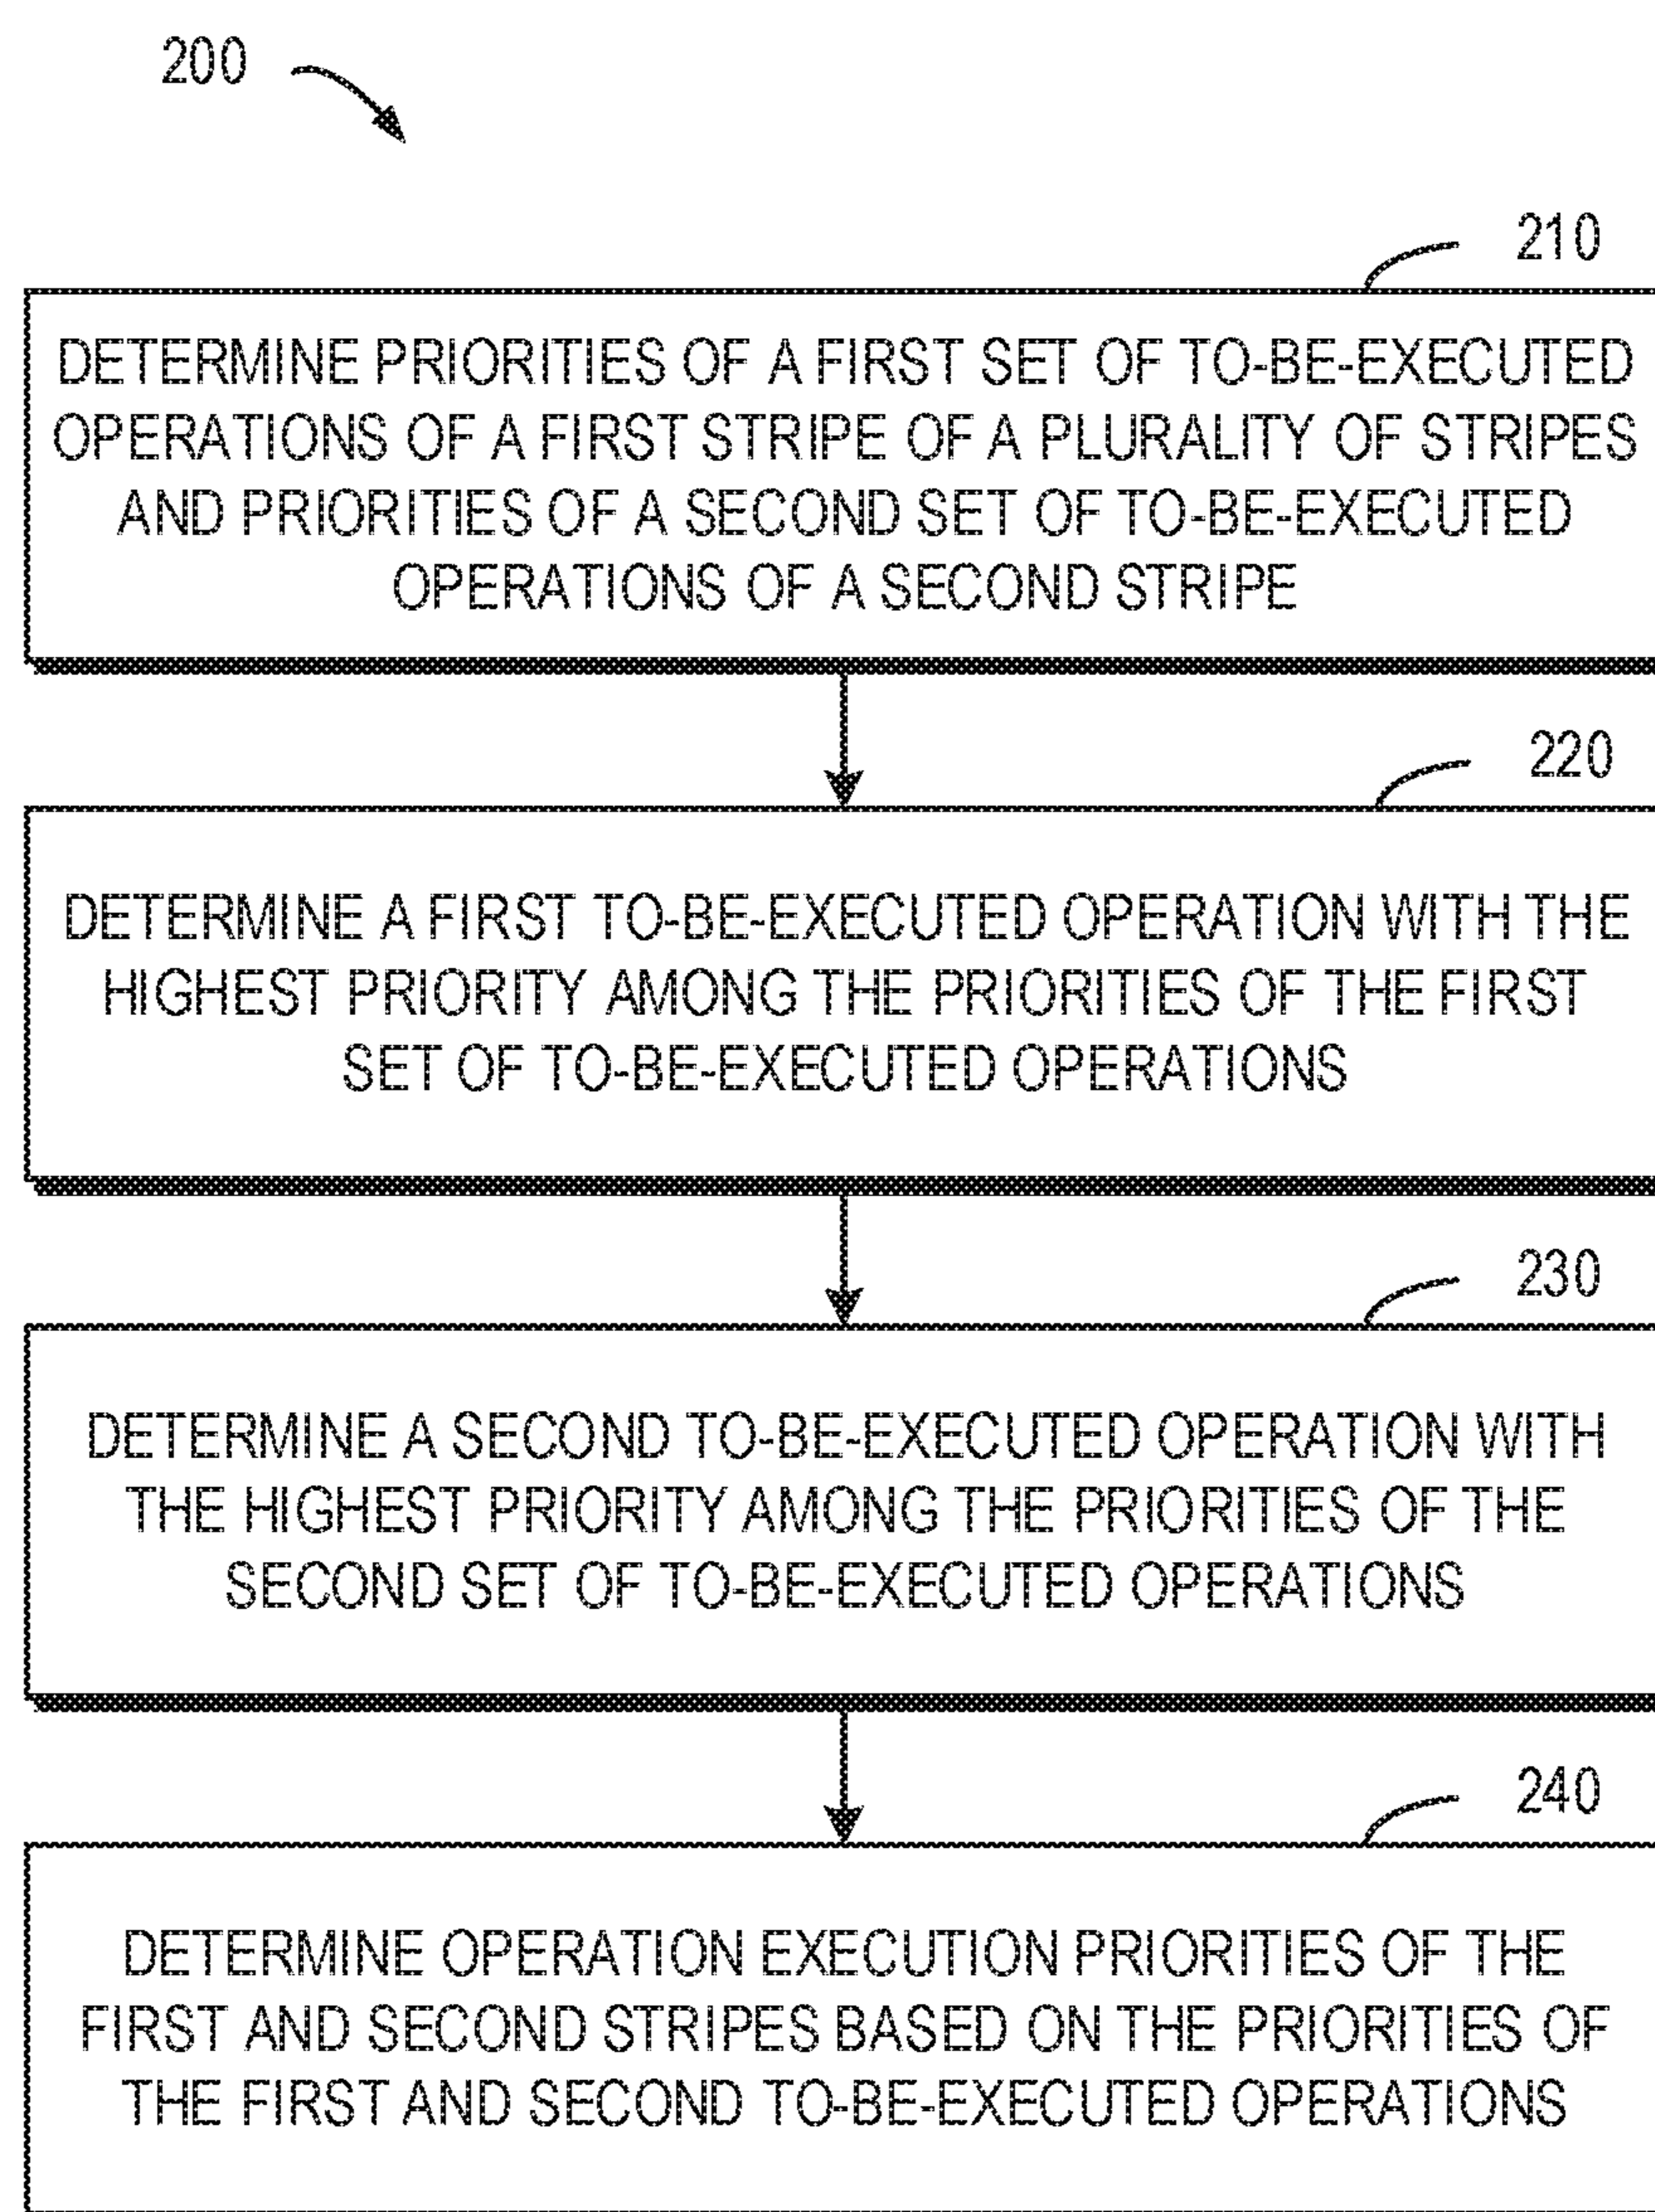 200
210
DETERMINE PRIORITIES OF A FIRST SET OF TO-BE-EXECUTED
OPERATIONS OF A FIRST STRIPE OF A PLURALITY OF STRIPES
AND PRIORITIES OF A SECOND SET OF TO-BE-EXECUTED
OPERATIONS OF A SECOND STRIPE
220
DETERMINE A FIRST TO-BE-EXECUTED OPERATION WITH THE
HIGHEST PRIORITY AMONG THE PRIORITIES OF THE FIRST
SET OF TO-BE-EXECUTED OPERATIONS
230
DETERMINE A SECOND TO-BE-EXECUTED OPERATION WITH
THE HIGHEST PRIORITY AMONG THE PRIORITIES OF THE
SECOND SET OF TO-BE-EXECUTED OPERATIONS
240
DETERMINE OPERATION EXECUTION PRIORITIES OF THE
FIRST AND SECOND STRIPES BASED ON THE PRIORITIES OF
THE FIRST AND SECOND TO-BE-EXECUTED OPERATIONS